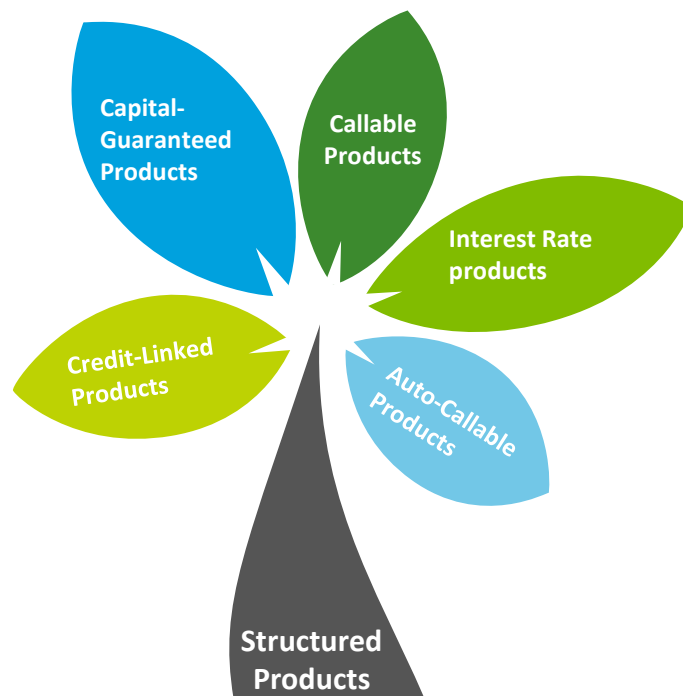 Capital-
Guaranteed
Products
Callable
Products
Interest Rate
products
Credit-Linked
Products
Auto-Callable
Products
Structured
Products